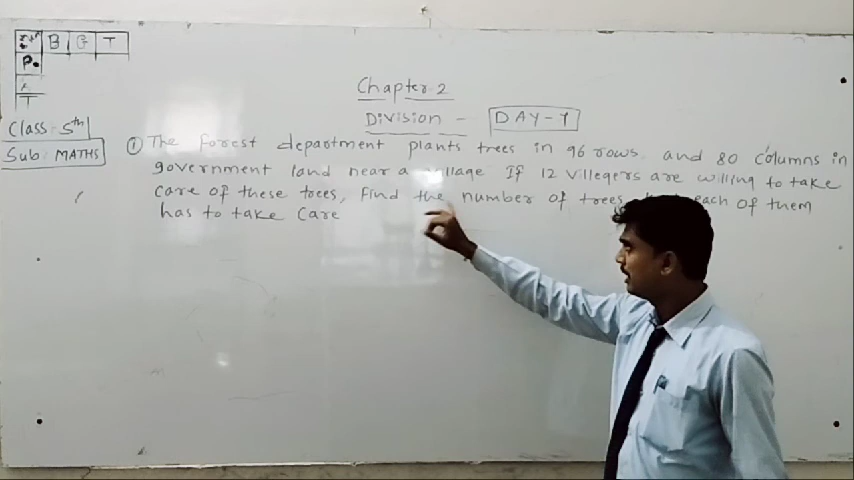 B G T
P.
T
Chapter-2
Division - DAY-7
Class: 5th
Sub: MATHS
① The forest department plants trees in 96 rows and 80 columns in
government land near a village If 12 villegers are willing to take
care of these trees, Find the number of trees each of them
has to take care